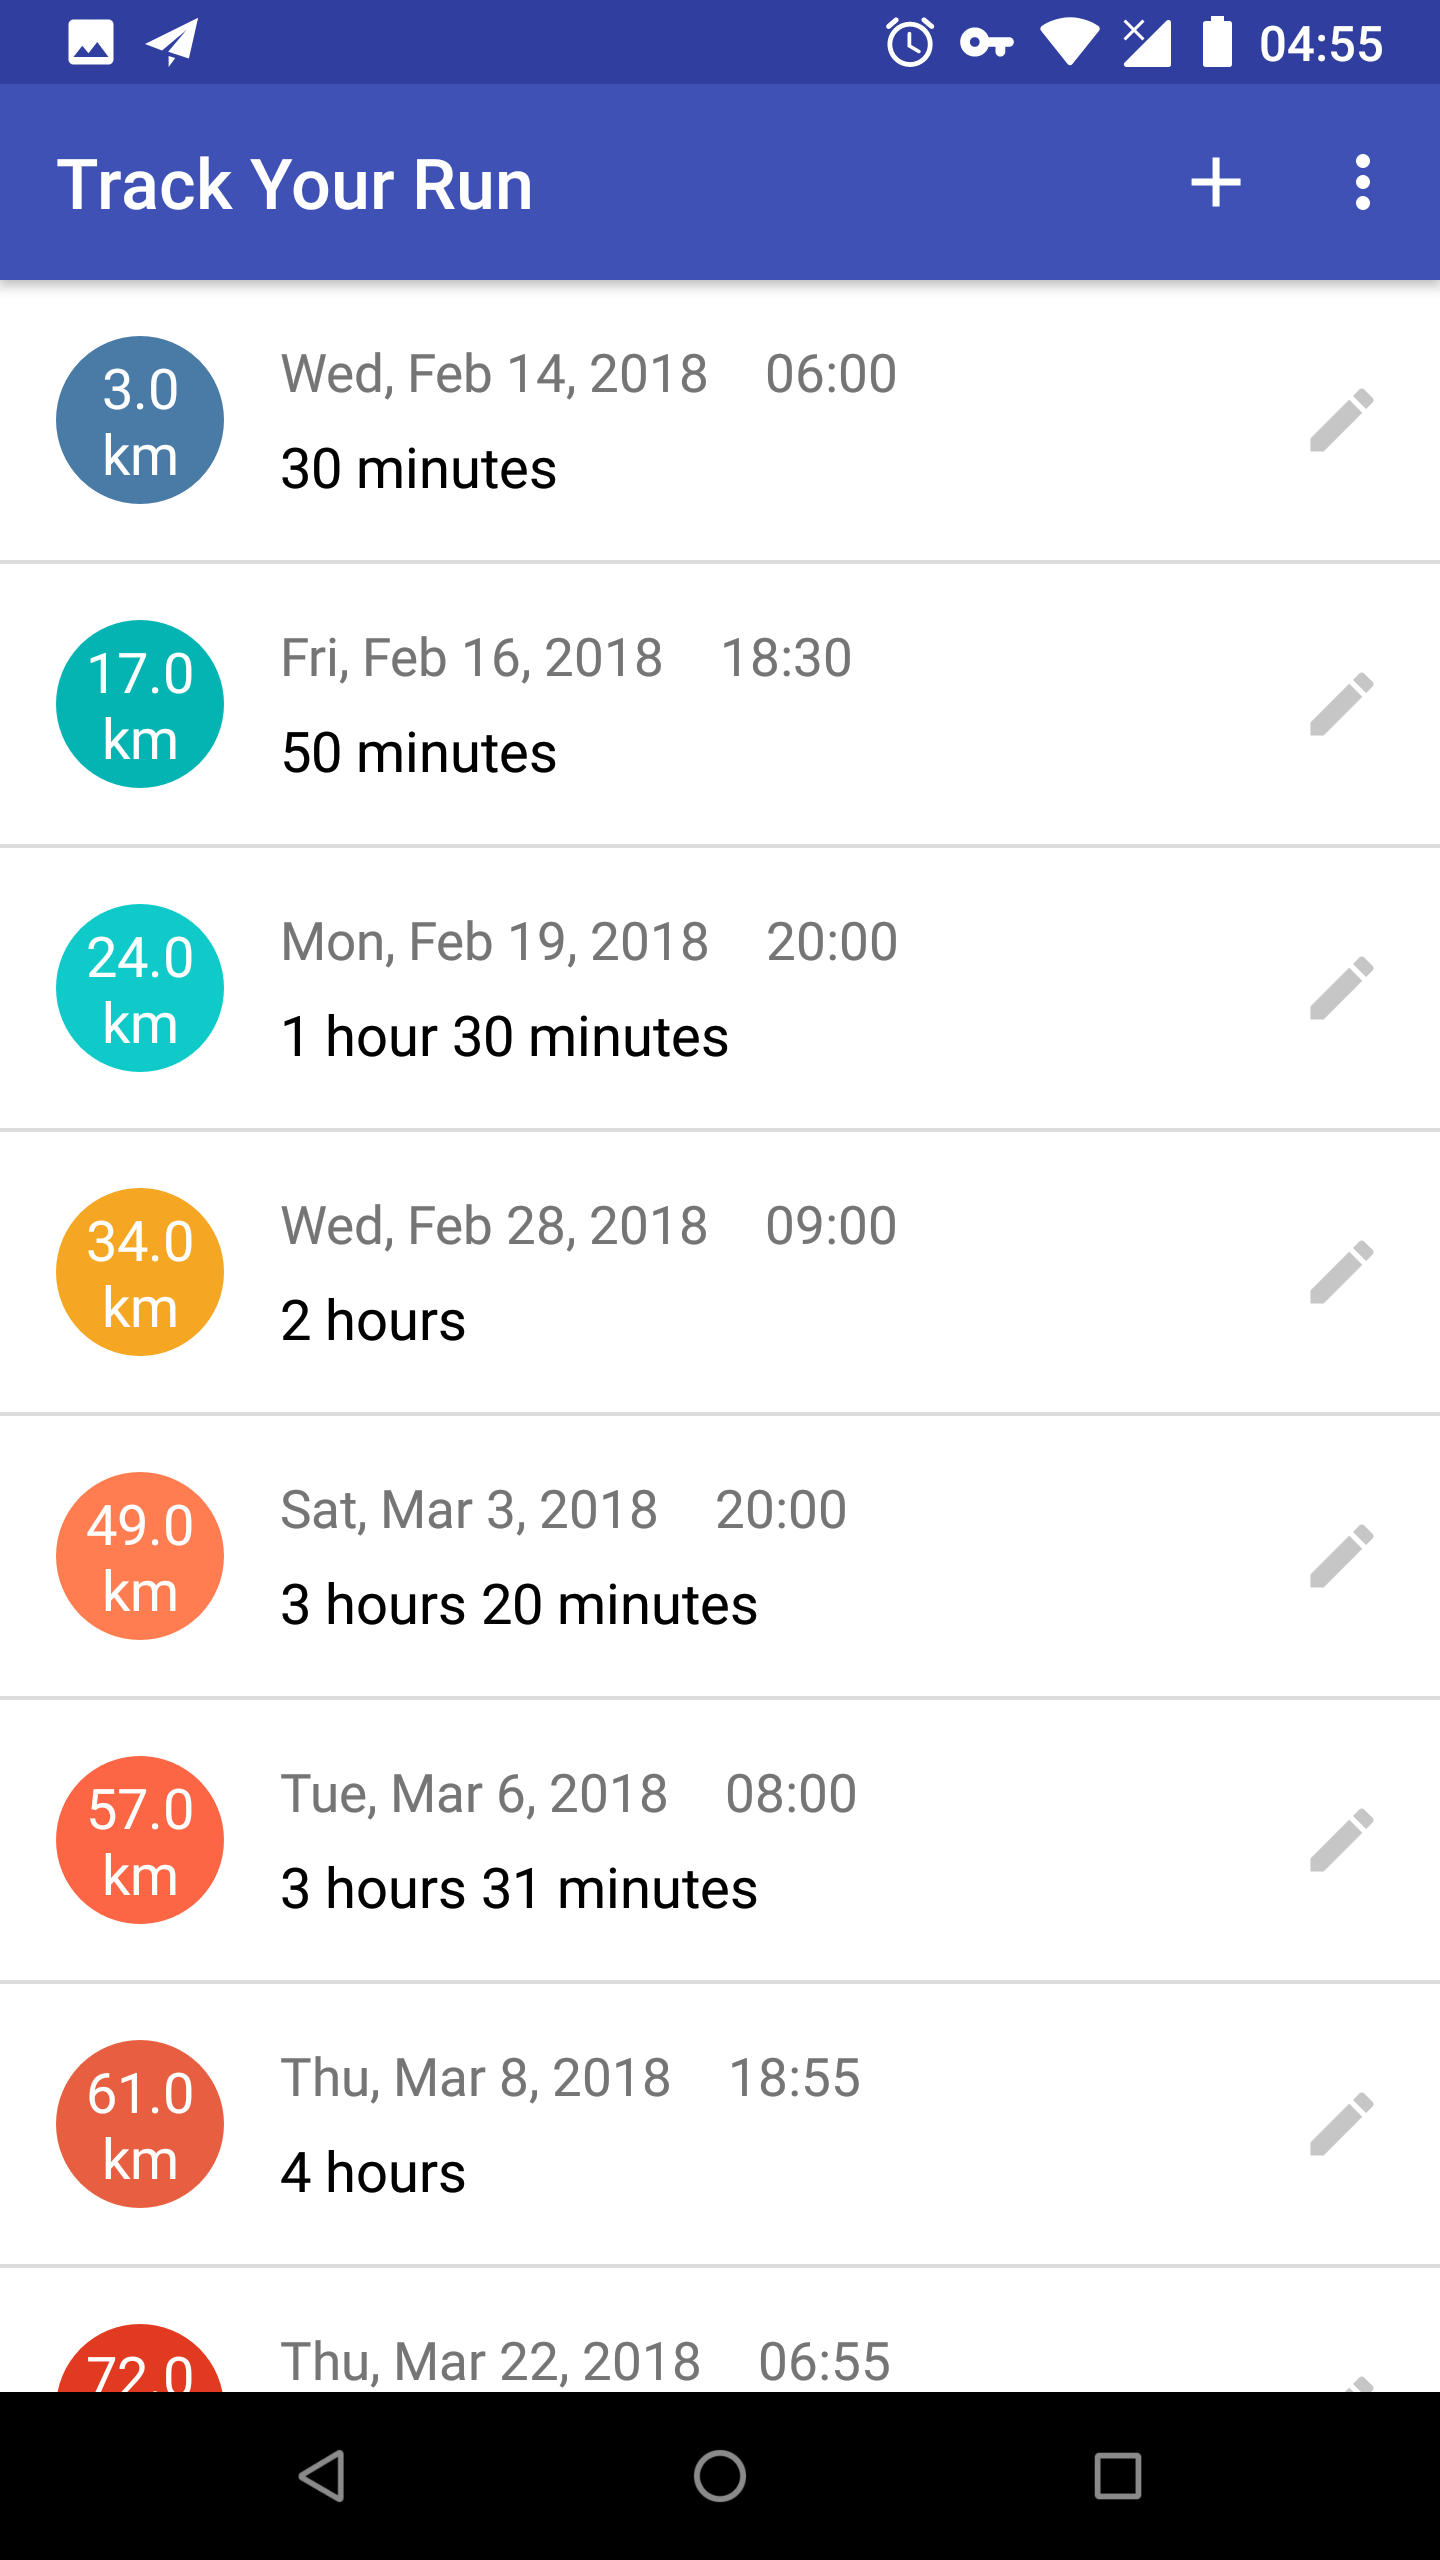 04:55
Track Your Run
3.0
km
Wed, Feb 14, 2018 06:00
30 minutes
17.0
km
Fri, Feb 16, 2018 18:30
50 minutes
24.0
km
Mon, Feb 19, 2018 20:00
1 hour 30 minutes
34.0
km
Wed, Feb 28, 2018 09:00
2 hours
49.0
km
Sat, Mar 3, 2018 20:00
3 hours 20 minutes
57.0
km
Tue, Mar 6, 2018 08:00
3 hours 31 minutes
61.0
km
Thu, Mar 8, 2018 18:55
4 hours
72.0
Thu, Mar 22, 2018 06:55